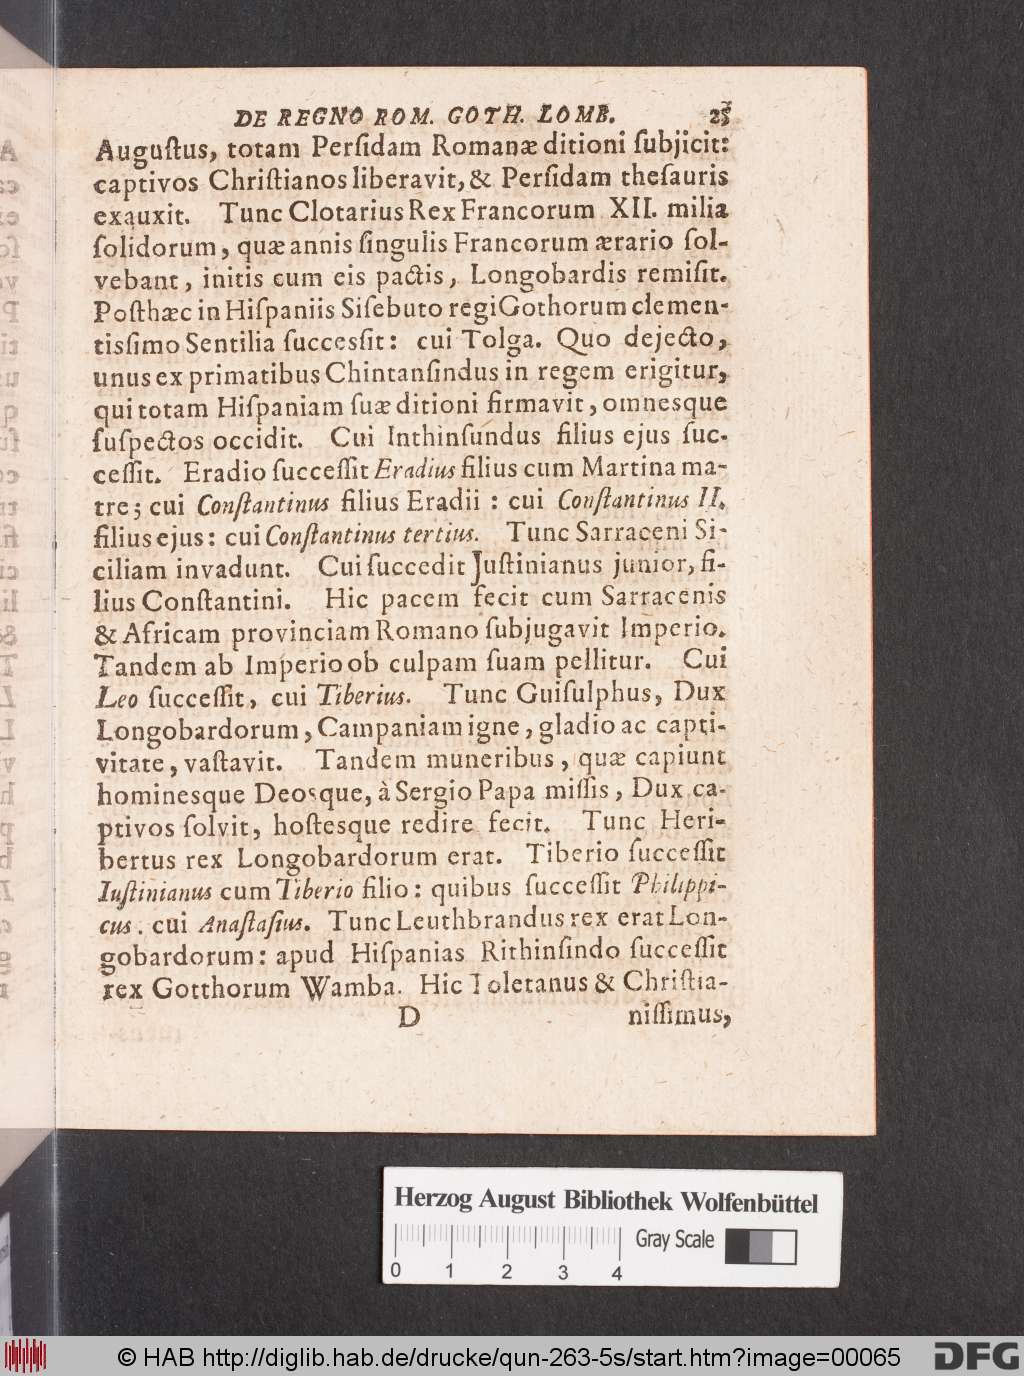 DE REGNO ROM. GOTH. LOMB. 25
Auguſtus, totam Perſidam Romanæ ditioni ſubjicit:
captivos Chriſtianos liberavit, & Perſidam theſauris
exauxit. Tunc Clotarius Rex Francorum XII. milia
ſolidorum, quæ annis ſingulis Francorum ærario ſol-
vebant, initis cum eis pactis, Longobardis remiſit.
Poſthæc in Hiſpaniis Siſebuto regi Gothorum clemen-
tisſimo Sentilia ſuccesſit: cui Tolga. Quo dejecto,
unus ex primatibus Chintanſindus in regem erigitur,
qui totam Hiſpaniam ſuæ ditioni firmavit, omnesque
ſuſpectos occidit. Cui Inthinſundus filius ejus ſuc-
ceſſit. Eradio ſucceſſit Eradius filius cum Martina ma-
tre; cui Conſtantinus filius Eradii: cui Conſtantinus II.
filius ejus: cui Conſtantinus tertius. Tunc Sarraceni Si-
ciliam invadunt. Cui ſuccedit Juſtinianus junior, fi-
lius Conſtantini. Hic pacem fecit cum Sarracenis
& Africam provinciam Romano ſubjugavit Imperio.
Tandem ab Imperio ob culpam ſuam pellitur. Cui
Leo ſucceſſit, cui Tiberius. Tunc Guiſulphus, Dux
Longobardorum, Campaniam igne, gladio ac capti-
vitate, vaſtavit. Tandem muneribus, quæ capiunt
hominesque Deosque, à Sergio Papa miſſis, Dux ca-
ptivos ſolvit, hoſtesque redire fecit. Tunc Heri-
bertus rex Longobardorum erat. Tiberio ſucceſſit
Iuſtinianus cum Tiberio filio: quibus ſucceſſit Philippi-
cus. cui Anaſtaſius. Tunc Leuthbrandus rex erat Lon-
gobardorum: apud Hiſpanias Rithinſindo ſucceſſit
rex Gotthorum Wamba. Hic Toletanus & Chriſtia-
D niſſimus,
Herzog August Bibliothek Wolfenbüttel
Gray Scale
0 1 2 3 4
© HAB http://diglib.hab.de/drucke/qun-263-5s/start.htm?image=00065
DFG